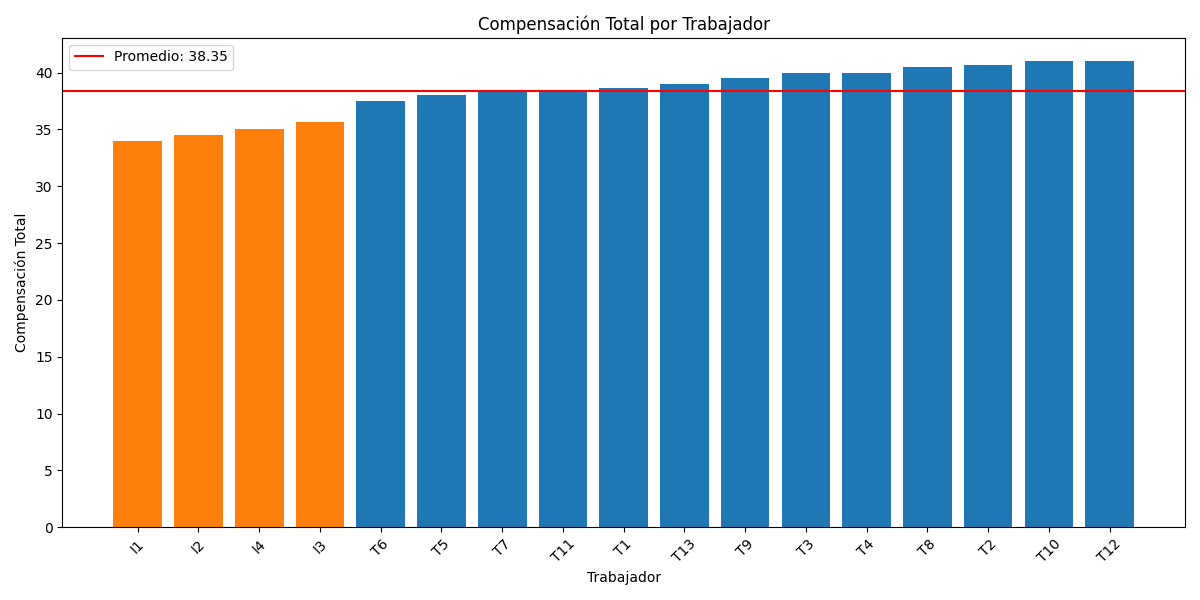 Compensación Total por Trabajador
Promedio: 38.35
Compensación Total
40
35
30
25
20
15
10
5
0
I1 I2 I4 I3 T6 T5 T7 T11 T1 T13 T9 T3 T4 T8 T2 T10 T12
Trabajador